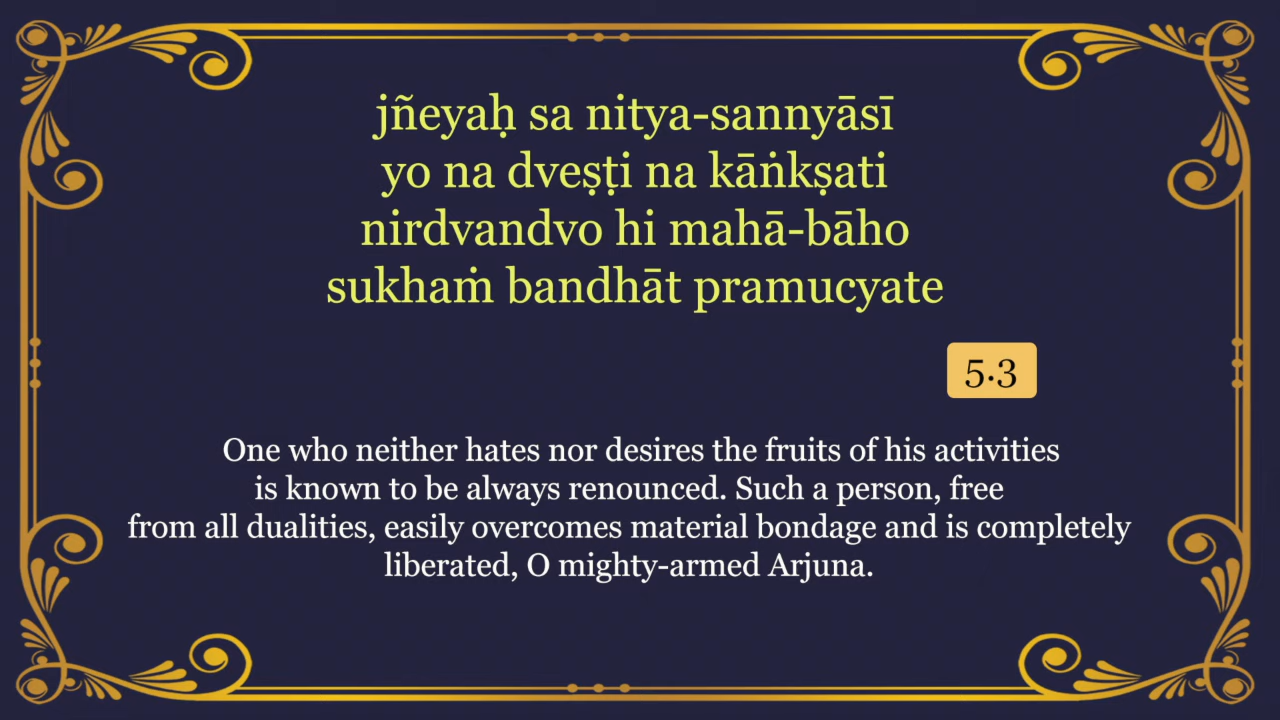 jñeyaḥ sa nitya-sannyāsī
yo na dveṣṭi na kāṅkṣati
nirdvandvo hi mahā-bāho
sukhaṁ bandhāt pramucyate
5.3
One who neither hates nor desires the fruits of his activities
is known to be always renounced. Such a person, free
from all dualities, easily overcomes material bondage and is completely
liberated, O mighty-armed Arjuna.